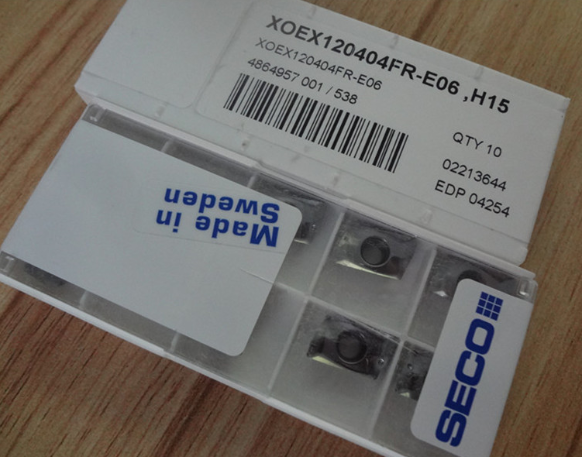 XOEX120404FR-E06 ,H15
XOEX120404FR-E06
4864957 001 / 538
QTY 10
02213644
EDP 04254
Made in
Sweden
SECO